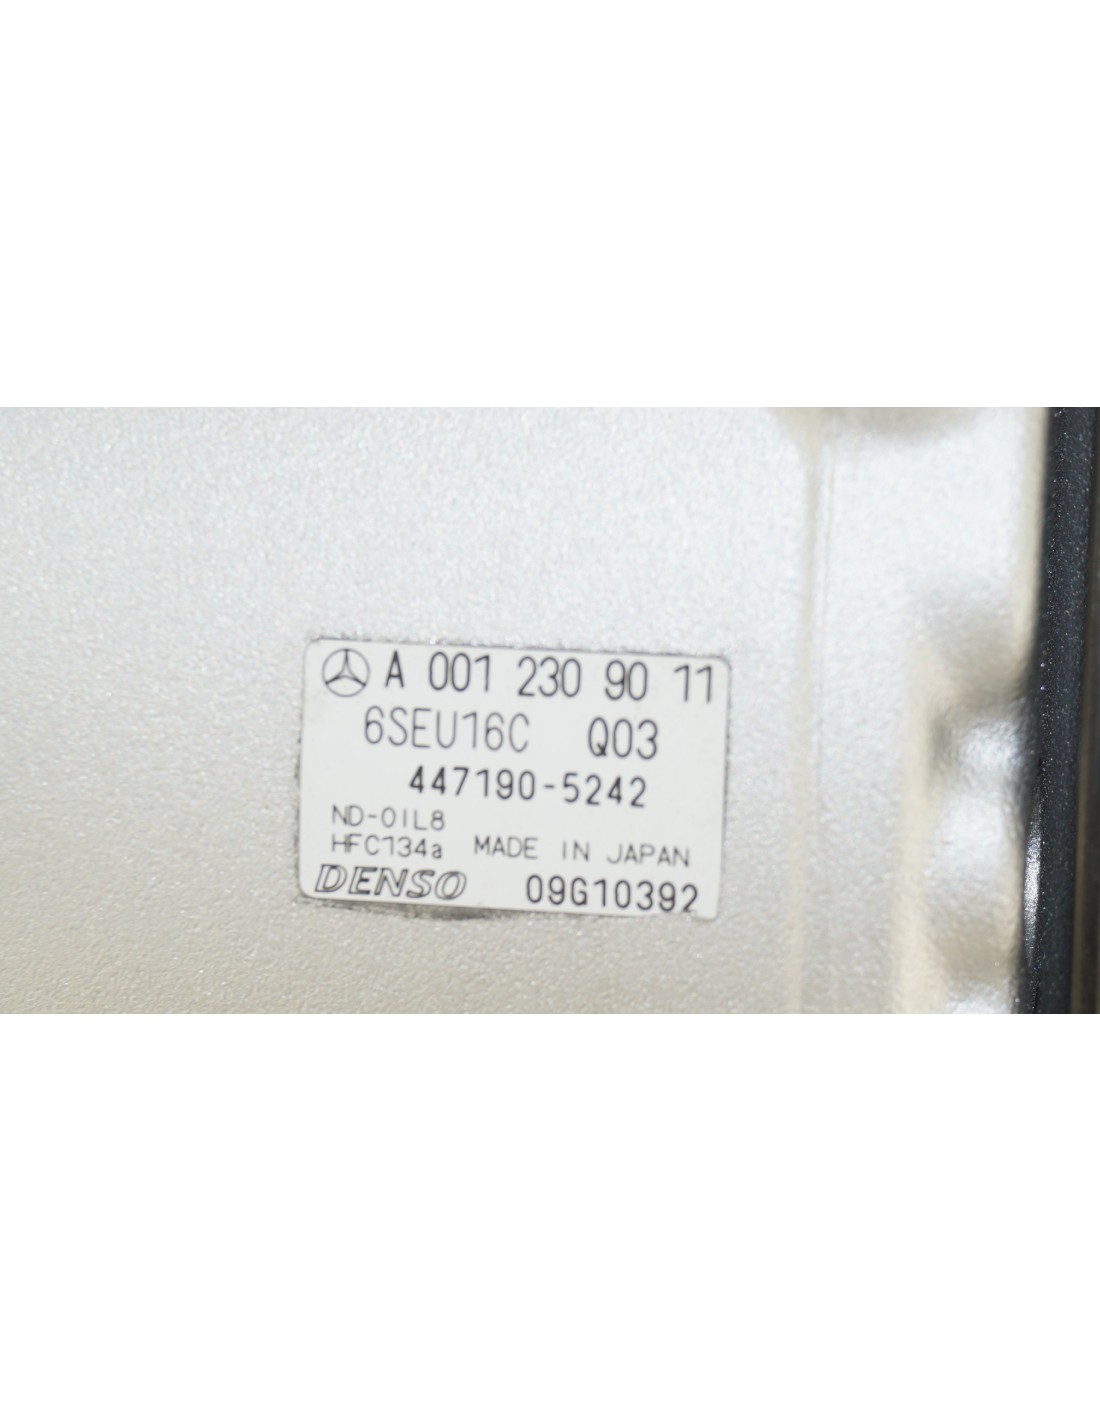 A 001 230 90 11
6SEU16C Q03
447190-5242
ND-OIL8
HFC134a MADE IN JAPAN
DENSO 09G10392